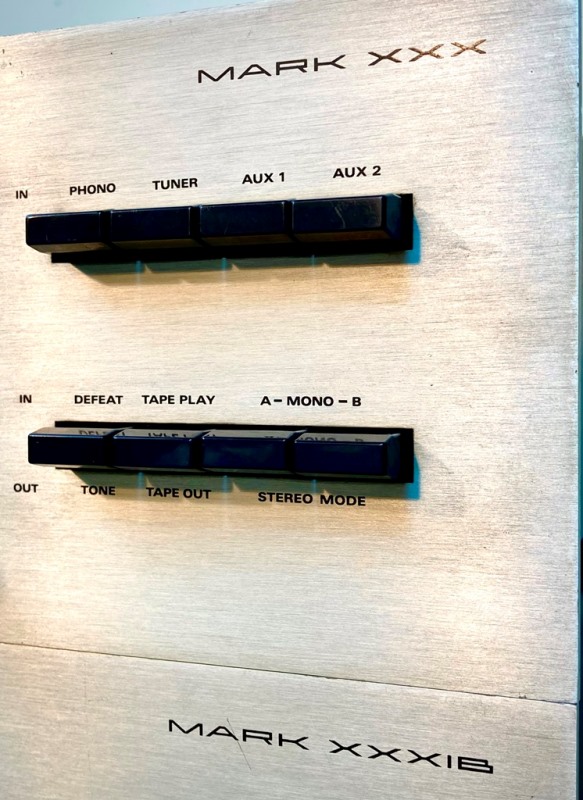 MARK XXX
IN PHONO TUNER AUX 1 AUX 2
IN DEFEAT TAPE PLAY A – MONO – B
OUT TONE TAPE OUT STEREO MODE
MARK XXXIB